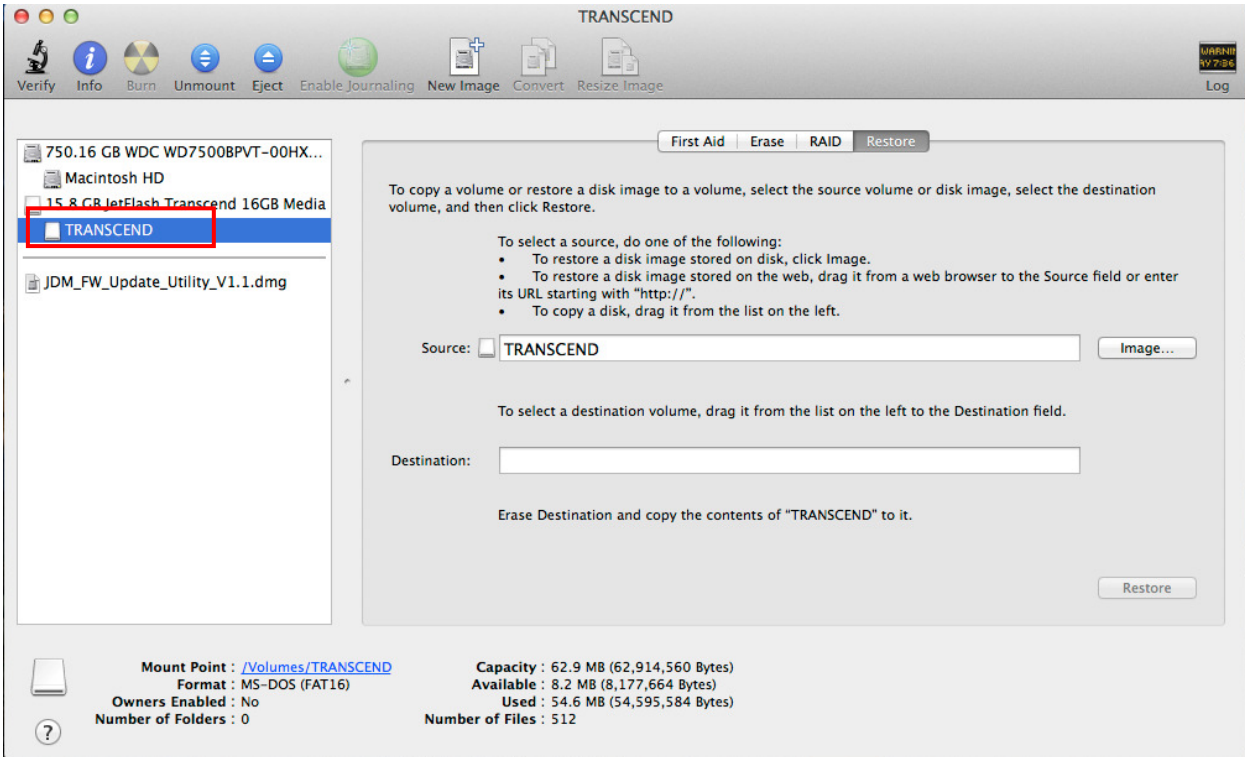 TRANSCEND
WARNIN
AY 7:86
Verify Info Burn Unmount Eject Enable Journaling New Image Convert Resize Image Log
First Aid Erase RAID Restore
750.16 GB WDC WD7500BPVT-00HX...
Macintosh HD
15.8 GB JetFlash Transcend 16GB Media
TRANSCEND
JDM_FW_Update_Utility_V1.1.dmg
To copy a volume or restore a disk image to a volume, select the source volume or disk image, select the destination
volume, and then click Restore.
To select a source, do one of the following:
• To restore a disk image stored on disk, click Image.
• To restore a disk image stored on the web, drag it from a web browser to the Source field or enter
its URL starting with “http://”.
• To copy a disk, drag it from the list on the left.
Source: TRANSCEND Image...
To select a destination volume, drag it from the list on the left to the Destination field.
Destination:
Erase Destination and copy the contents of “TRANSCEND” to it.
Restore
Mount Point : /Volumes/TRANSCEND
Format : MS-DOS (FAT16)
Owners Enabled : No
Number of Folders : 0
Capacity : 62.9 MB (62,914,560 Bytes)
Available : 8.2 MB (8,177,664 Bytes)
Used : 54.6 MB (54,595,584 Bytes)
Number of Files : 512
?